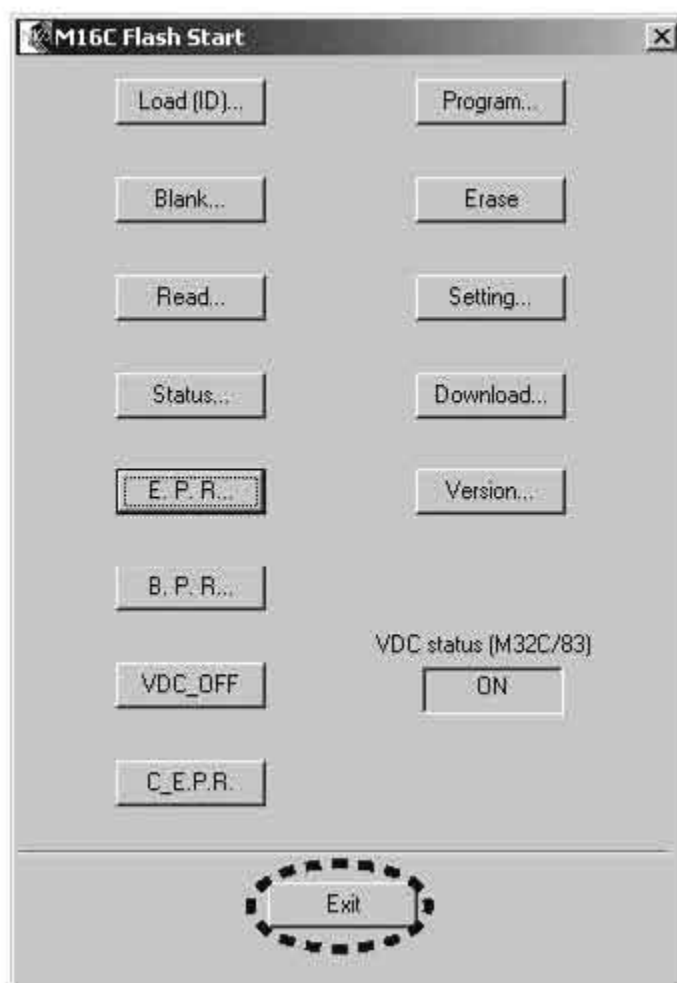 M16C Flash Start
Load (ID)... Program...
Blank... Erase
Read... Setting...
Status... Download...
E. P. R... Version...
B. P. R...
VDC status (M32C/83)
VDC_OFF ON
C_E.P.R.
Exit